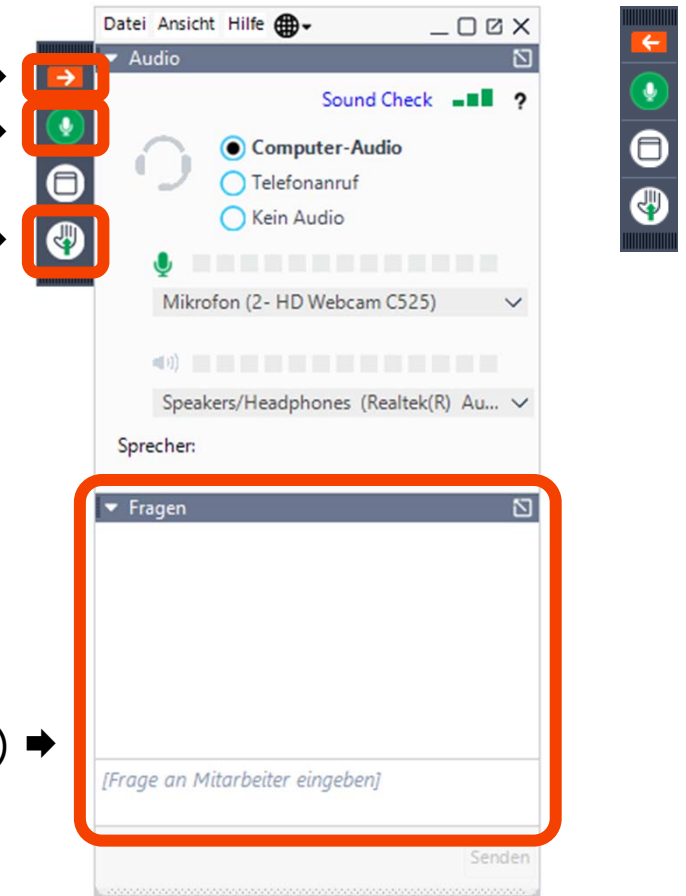 Datei Ansicht Hilfe
Audio
Sound Check ?
Computer-Audio
Telefonanruf
Kein Audio
Mikrofon (2- HD Webcam C525)
Speakers/Headphones (Realtek(R) Au...
Sprecher:
Fragen
)
[Frage an Mitarbeiter eingeben]
Senden